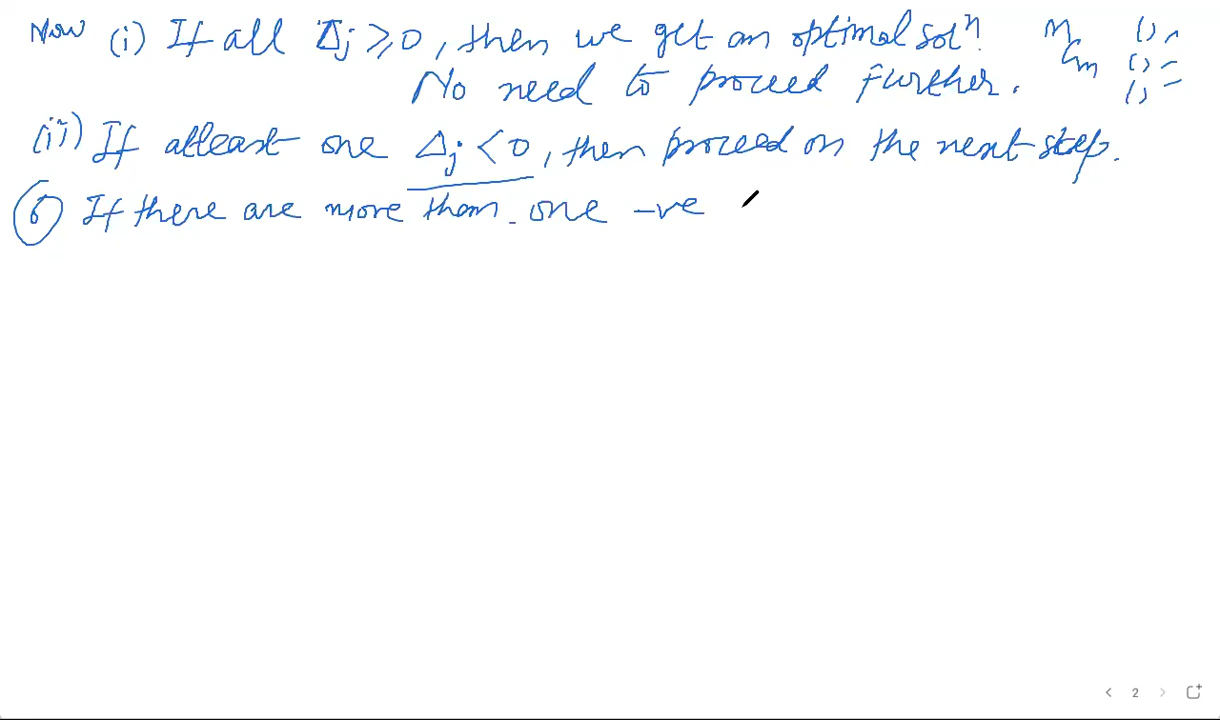 Now (i) If all Δj ≥ 0, then we get an optimal solⁿ. nCm () ,
No need to proceed further. () –
() –
(ii) If atleast one Δj < 0, then proceed on the next step.
⑥ If there are more than one -ve
2